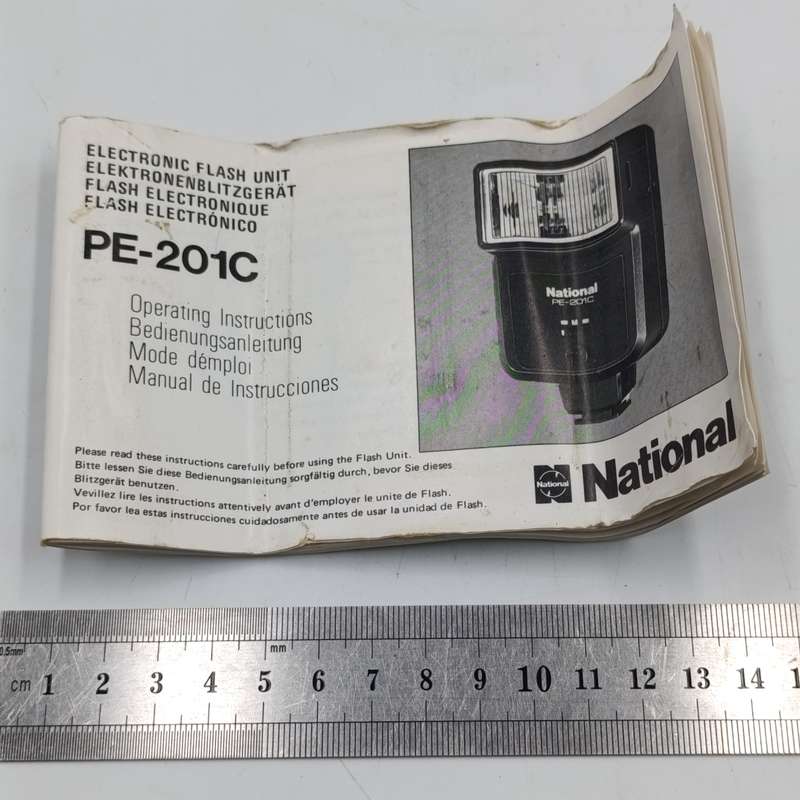 ELECTRONIC FLASH UNIT
ELEKTRONENBLITZGERÄT
FLASH ELECTRONIQUE
FLASH ELECTRÓNICO
PE-201C
Operating Instructions
Bedienungsanleitung
Mode démploi
Manual de Instrucciones
National
PE-201C
Please read these instructions carefully before using the Flash Unit.
Bitte lessen Sie diese Bedienungsanleitung sorgfältig durch, bevor Sie dieses
Blitzgerät benutzen.
Vevillez lire les instructions attentively avant d'employer le unite de Flash.
Por favor lea estas instrucciones cuidadosamente antes de usar la unidad de Flash.
National
National
0.5mm
mm
cm 1 2 3 4 5 6 7 8 9 10 11 12 13 14